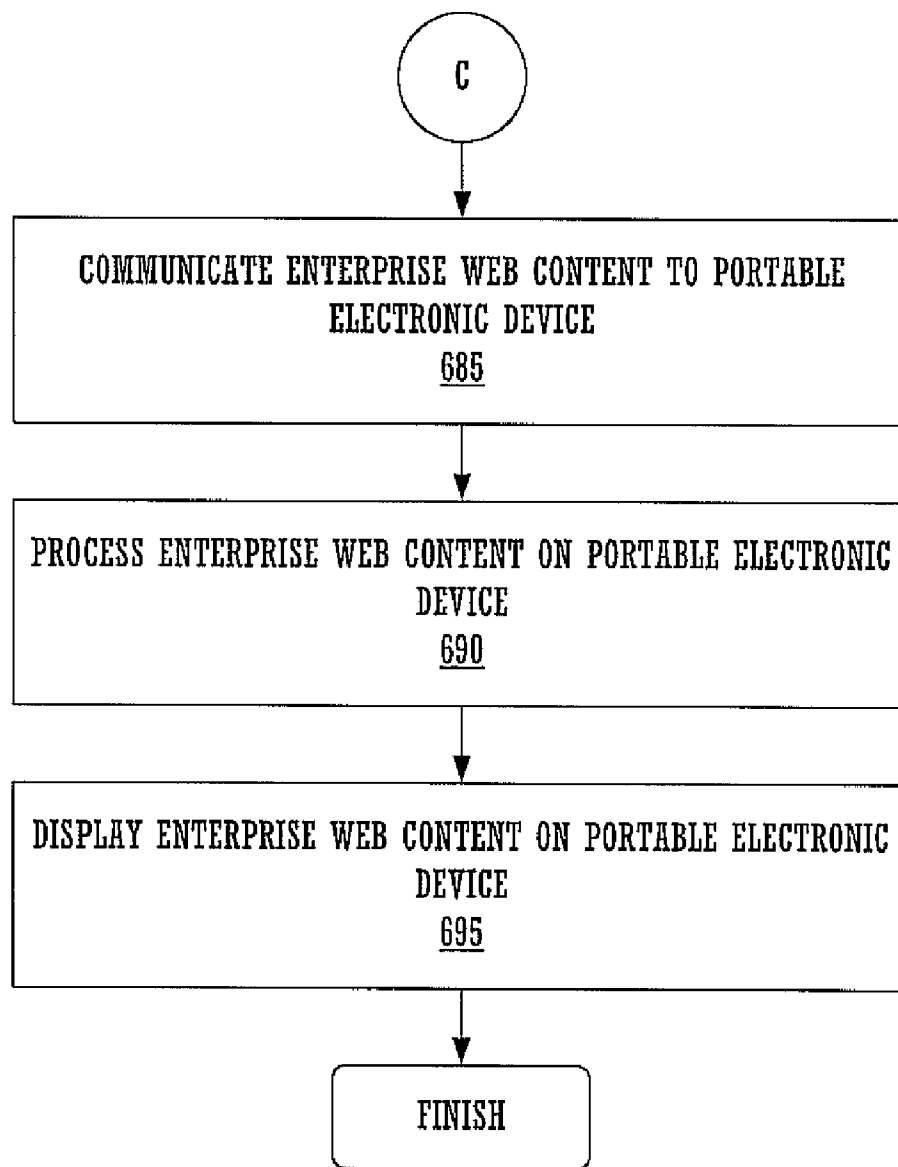 C
COMMUNICATE ENTERPRISE WEB CONTENT TO PORTABLE
ELECTRONIC DEVICE
685
PROCESS ENTERPRISE WEB CONTENT ON PORTABLE ELECTRONIC
DEVICE
690
DISPLAY ENTERPRISE WEB CONTENT ON PORTABLE ELECTRONIC
DEVICE
695
FINISH